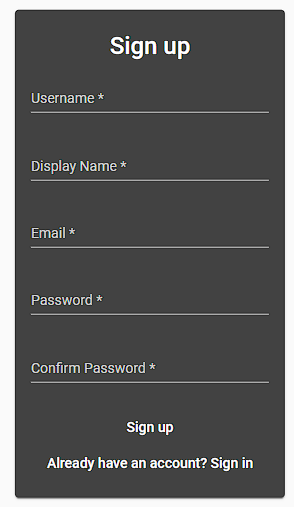 Sign up
Username *
Display Name *
Email *
Password *
Confirm Password *
Sign up
Already have an account? Sign in